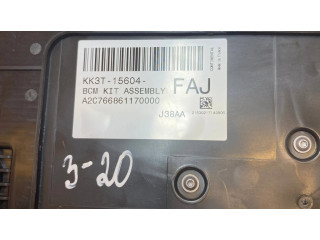 KK3T-15604-
FAJ
BCM KIT ASSEMBLY
A2C766861170000
J38AA
3-20